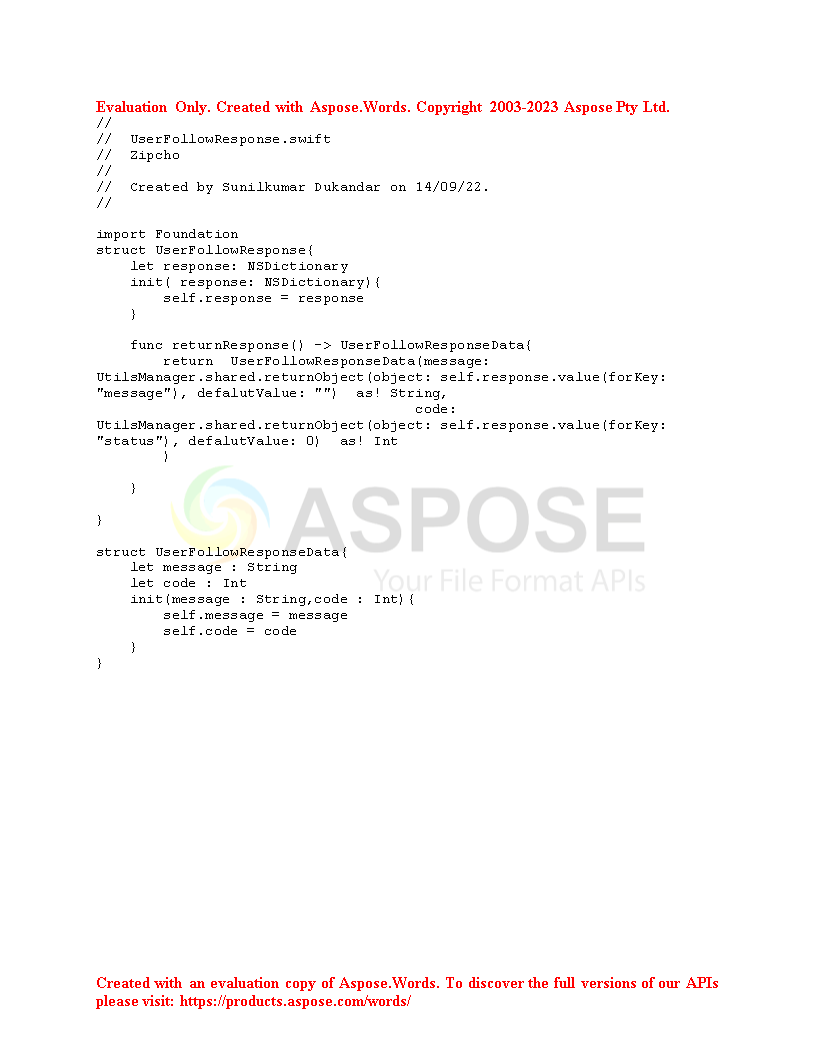 Evaluation Only. Created with Aspose.Words. Copyright 2003-2023 Aspose Pty Ltd.
//
//  UserFollowResponse.swift
//  Zipcho
//
//  Created by Sunilkumar Dukandar on 14/09/22.
//
import Foundation
struct UserFollowResponse{
    let response: NSDictionary
    init( response: NSDictionary){
        self.response = response
    }
    func returnResponse() -> UserFollowResponseData{
        return  UserFollowResponseData(message:
UtilsManager.shared.returnObject(object: self.response.value(forKey:
"message"), defalutValue: "")  as! String,
                                      code:
UtilsManager.shared.returnObject(object: self.response.value(forKey:
"status"), defalutValue: 0)  as! Int
        )
    }
}
ASPOSE
Your File Format APIs
struct UserFollowResponseData{
    let message : String
    let code : Int
    init(message : String,code : Int){
        self.message = message
        self.code = code
    }
}
Created with an evaluation copy of Aspose.Words. To discover the full versions of our APIs
please visit: https://products.aspose.com/words/